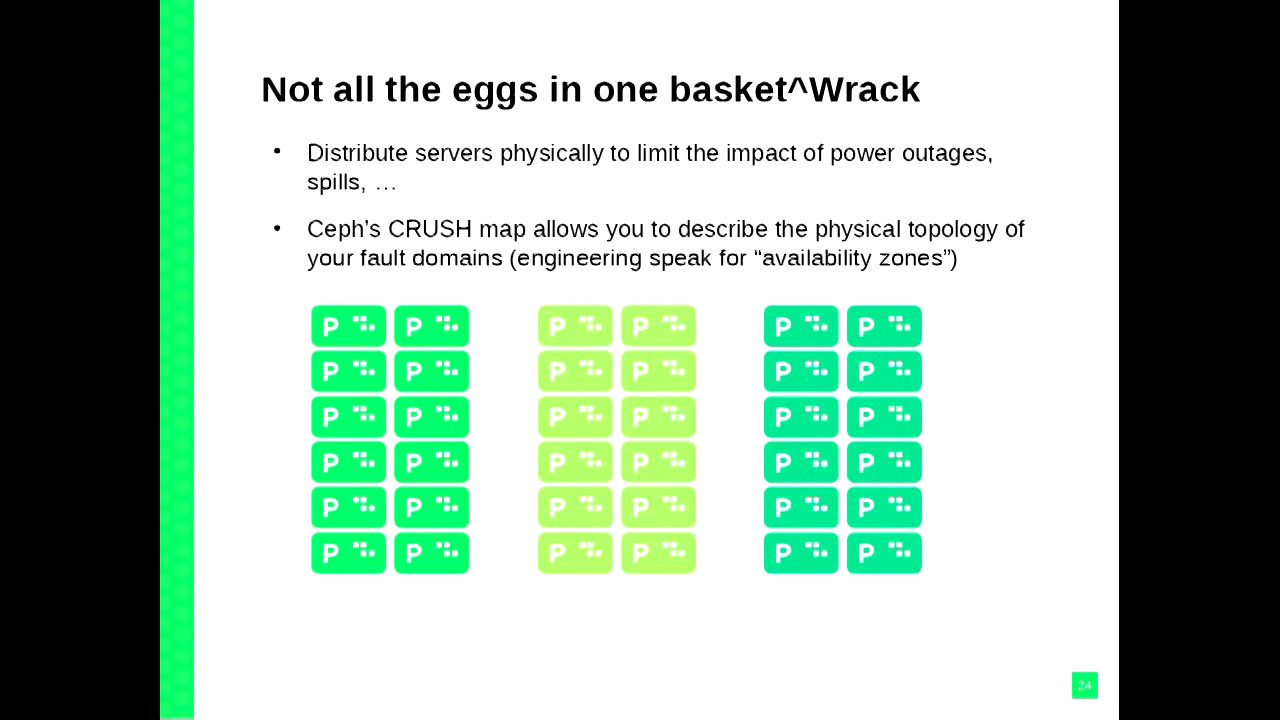 Not all the eggs in one basket^Wrack
• Distribute servers physically to limit the impact of power outages,
spills, …
• Ceph’s CRUSH map allows you to describe the physical topology of
your fault domains (engineering speak for “availability zones”)
P P P P P P
P P P P P P
P P P P P P
P P P P P P
P P P P P P
P P P P P P
24